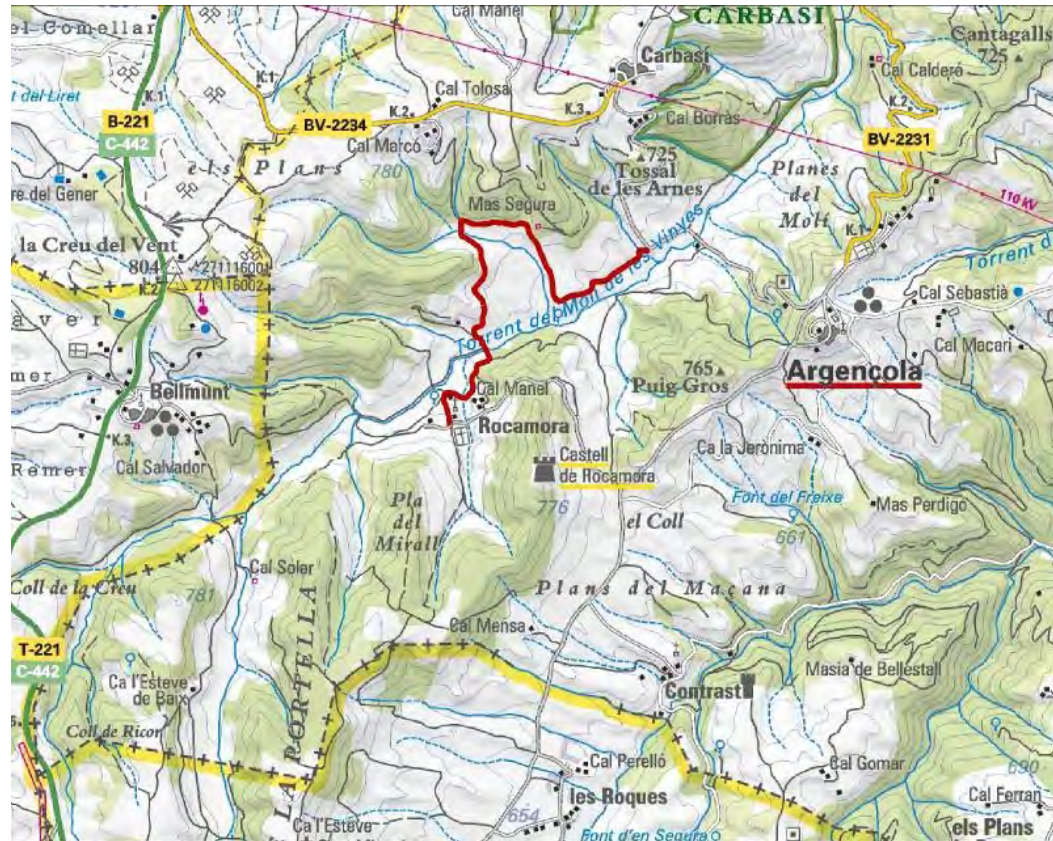 el Comellar
Cal Manel
CARBASÍ
Cantagalls
725
Carbasí
Cal Calderó
t del Liret
K.1
K.1
Cal Tolosa
K.2
K.3
K.2
B-221
C-442
BV-2234
Cal Borràs
BV-2231
Cal Marcó
els Plans
780
725
Tossal
de les Arnes
Planes
del
Molí
re del Gener
Mas Segura
110 kV
K.1
la Creu del Vent
804
271116001
271116002
K.2
Torrent de
Torrent del Molí de les Vinyes
Cal Sebastià
àver
Cal Macari
mer
Argençola
765
Puig Gros
Bellmunt
Cal Manel
Rocamora
K.3
Remer
Cal Salvador
Ca la Jerònima
Castell
de Rocamora
776
Pla
del
Mirall
el Coll
Font del Freixe
661
Mas Perdigó
Cal Soler
Coll de la Creu
781
Plans del Maçana
Cal Mensa
T-221
C-442
Masia de Bellestall
Ca l'Esteve
de Baix
Contrast
LA PORTELLA
Coll de Ricor
Cal Perelló
Cal Gomar
690
les Roques
Cal Ferran
654
Ca l'Esteve
Font d'en Segura
els Plans